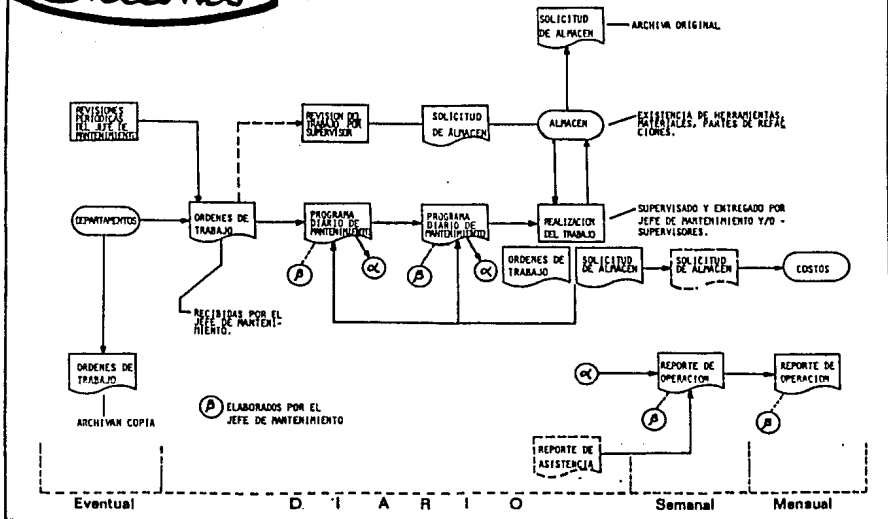 SOLICITUD
DE ALMACEN
ARCHIVA ORIGINAL
REVISIONES
PERIODICAS
DEL JEFE DE
MANTENIMIENT
REVISION DEL
TRABAJO POR
SUPERVISOR
SOLICITUD
DE ALMACEN
ALMACEN
EXISTENCIA DE HERRAMIENTAS,
MATERIALES, PARTES DE REFAC
CIONES.
DEPARTAMENTOS
ORDENES DE
TRABAJO
PROGRAMA
DIARIO DE
MANTENIMIENTO
PROGRAMA
DIARIO DE
MANTENIMIENTO
REALIZACION
DEL TRABAJO
SUPERVISADO Y ENTREGADO POR
JEFE DE MANTENIMIENTO Y/O -
SUPERVISORES.
β
α
β
α
ORDENES DE
TRABAJO
SOLICITUD
DE ALMACEN
SOLICITUD
DE ALMACEN
COSTOS
RECIBIDAS POR EL
JEFE DE MANTENI-
MIENTO.
ORDENES DE
TRABAJO
ARCHIVAN COPIA
β ELABORADOS POR EL
JEFE DE MANTENIMIENTO
α
REPORTE DE
OPERACION
REPORTE DE
OPERACION
β
β
REPORTE DE
ASISTENCIA
Eventual
D I A R I O
Semanal
Mensual